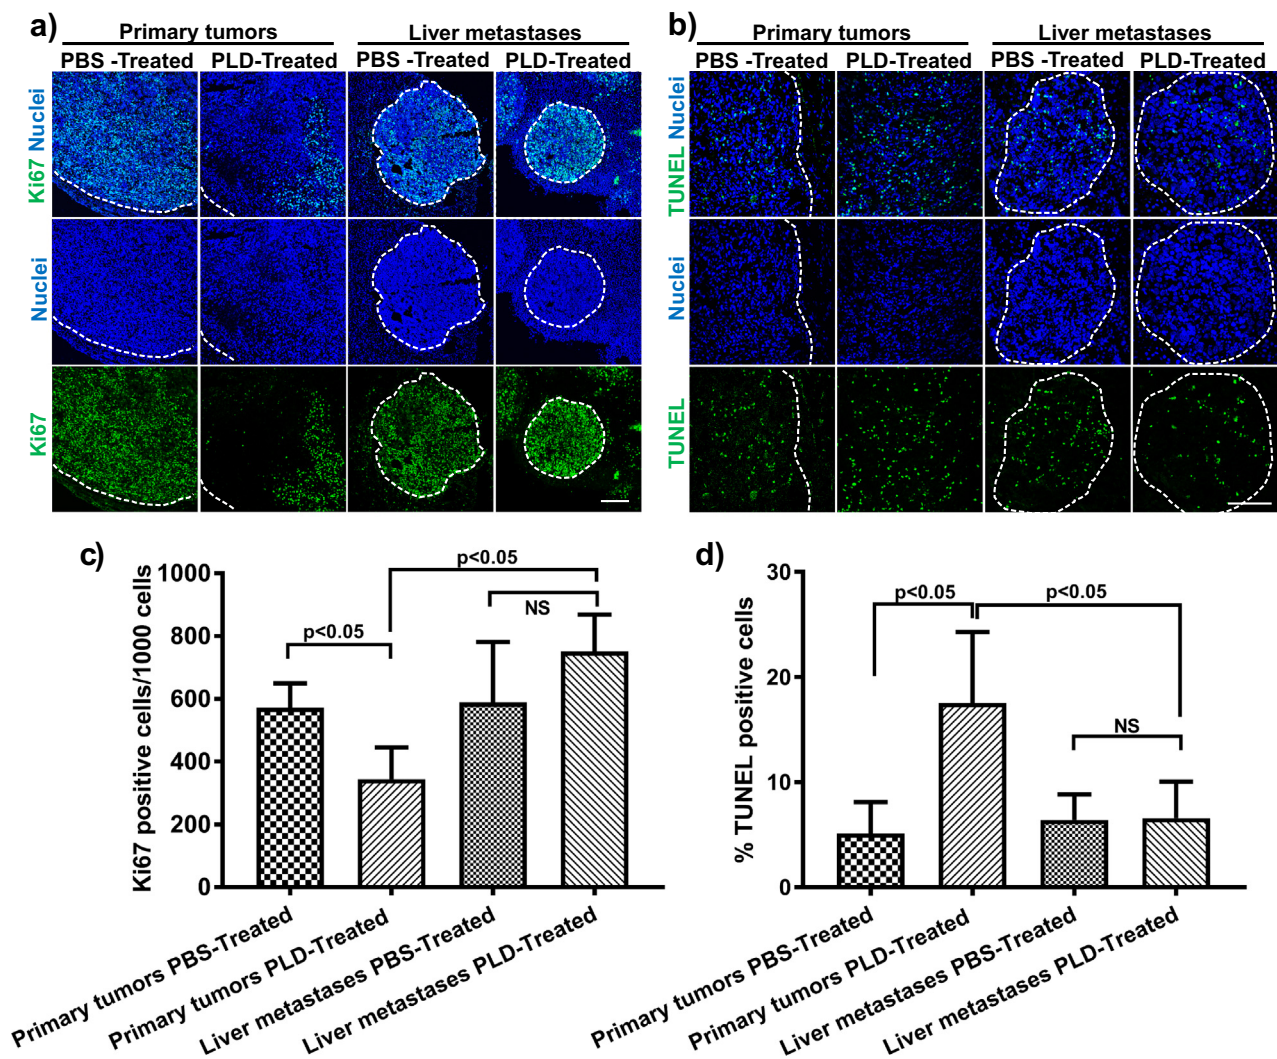 a)
Primary tumors
Liver metastases
PBS -Treated
PLD-Treated
PBS -Treated
PLD-Treated
Ki67 Nuclei
Nuclei
Ki67
b)
Primary tumors
Liver metastases
PBS -Treated
PLD-Treated
PBS -Treated
PLD-Treated
TUNEL Nuclei
Nuclei
TUNEL
c)
Ki67 positive cells/1000 cells
1000
800
600
400
200
0
p<0.05
p<0.05
NS
Primary tumors PBS-Treated
Primary tumors PLD-Treated
Liver metastases PBS-Treated
Liver metastases PLD-Treated
d)
% TUNEL positive cells
30
20
10
0
p<0.05
p<0.05
NS
Primary tumors PBS-Treated
Primary tumors PLD-Treated
Liver metastases PBS-Treated
Liver metastases PLD-Treated